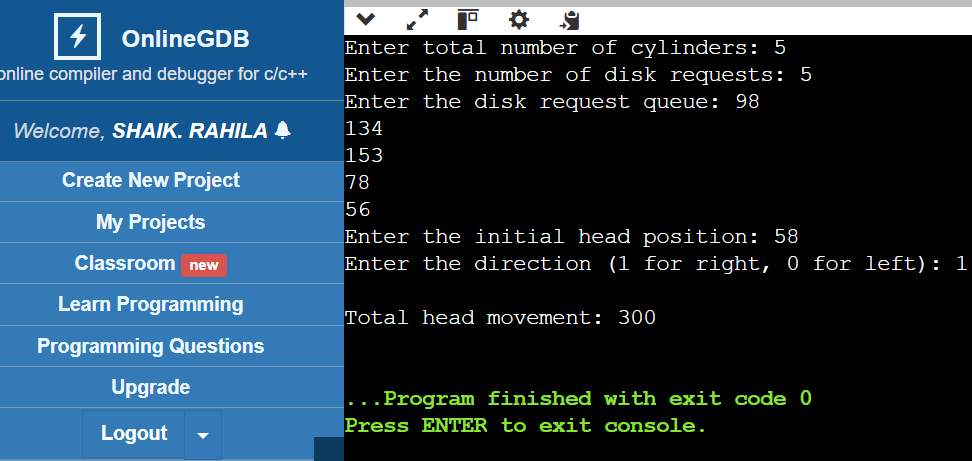 OnlineGDB
online compiler and debugger for c/c++
Welcome, SHAIK. RAHILA
Create New Project
My Projects
Classroom new
Learn Programming
Programming Questions
Upgrade
Logout
Enter total number of cylinders: 5
Enter the number of disk requests: 5
Enter the disk request queue: 98
134
153
78
56
Enter the initial head position: 58
Enter the direction (1 for right, 0 for left): 1
Total head movement: 300
...Program finished with exit code 0
Press ENTER to exit console.